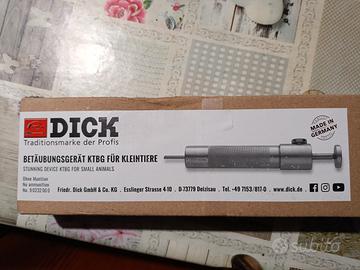 DICK
Traditionsmarke der Profis
MADE IN
GERMANY
BETÄUBUNGSGERÄT KTBG FÜR KLEINTIERE
STUNNING DEVICE KTBG FOR SMALL ANIMALS
Ohne Munition
No ammunition
Friedr. Dick GmbH & Co. KG . Esslinger Strasse 4-10 . D-73779 Deizisau . Tel. +49 7153/817-0 . www.dick.de
subito